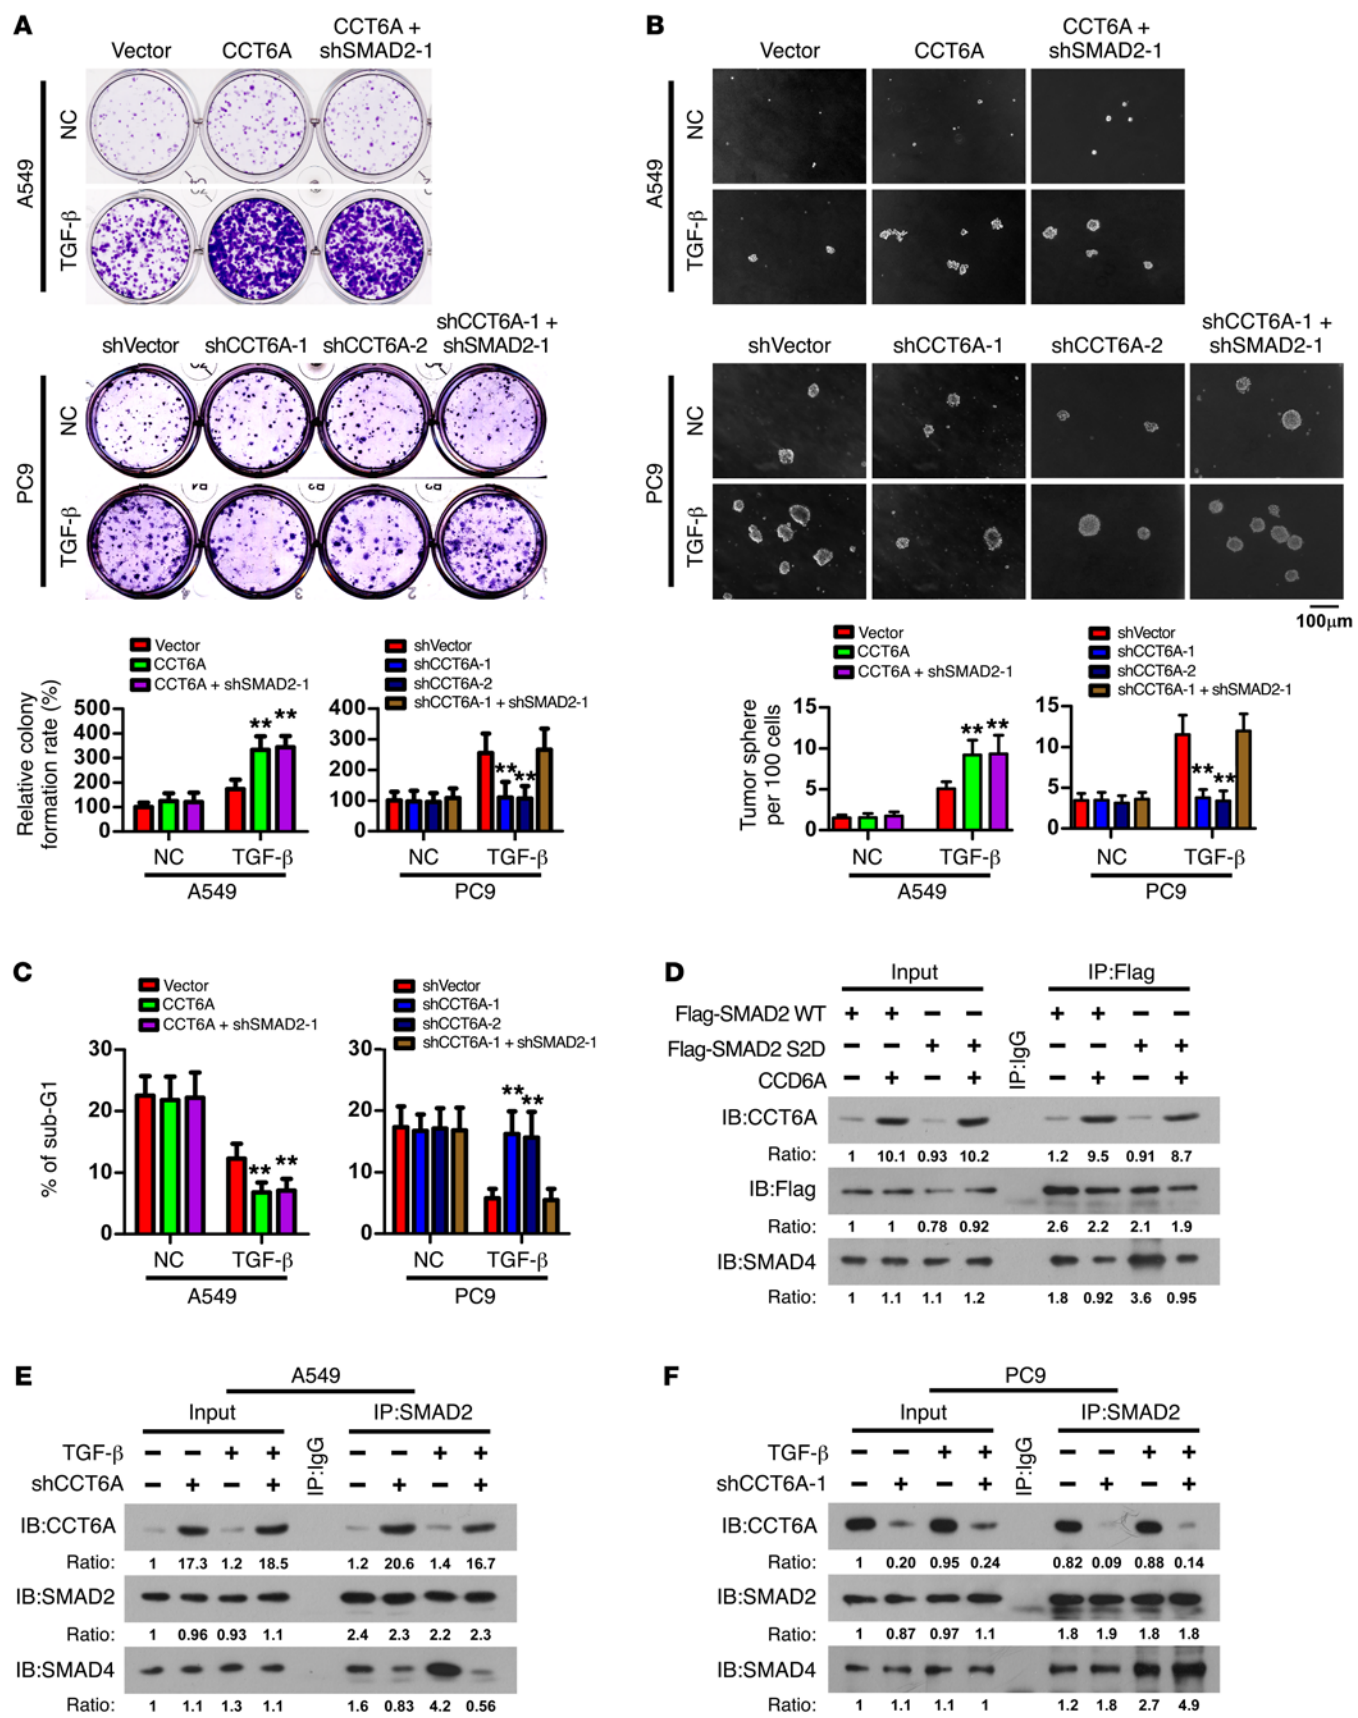 A
Vector CCT6A CCT6A + shSMAD2-1
A549
NC
TGF-β
shVector shCCT6A-1 shCCT6A-2 shCCT6A-1 + shSMAD2-1
PC9
NC
TGF-β
Vector
CCT6A
CCT6A + shSMAD2-1
Relative colony
formation rate (%)
500
400
300
200
100
0
** **
NC TGF-β
A549
shVector
shCCT6A-1
shCCT6A-2
shCCT6A-1 + shSMAD2-1
400
300
200
100
0
** **
NC TGF-β
PC9
B
Vector CCT6A CCT6A + shSMAD2-1
A549
NC
TGF-β
shVector shCCT6A-1 shCCT6A-2 shCCT6A-1 + shSMAD2-1
PC9
NC
TGF-β
100μm
Vector
CCT6A
CCT6A + shSMAD2-1
Tumor sphere
per 100 cells
15
10
5
0
** **
NC TGF-β
A549
shVector
shCCT6A-1
shCCT6A-2
shCCT6A-1 + shSMAD2-1
15
10
5
0
** **
NC TGF-β
PC9
C
Vector
CCT6A
CCT6A + shSMAD2-1
% of sub-G1
30
20
10
0
** **
NC TGF-β
A549
shVector
shCCT6A-1
shCCT6A-2
shCCT6A-1 + shSMAD2-1
30
20
10
0
** **
NC TGF-β
PC9
D
Input IP:Flag
IP:IgG
Flag-SMAD2 WT + + – – + + – –
Flag-SMAD2 S2D – – + + – – + +
CCD6A – + – + – + – +
IB:CCT6A
Ratio: 1 10.1 0.93 10.2 1.2 9.5 0.91 8.7
IB:Flag
Ratio: 1 1 0.78 0.92 2.6 2.2 2.1 1.9
IB:SMAD4
Ratio: 1 1.1 1.1 1.2 1.8 0.92 3.6 0.95
E
A549
Input IP:SMAD2
IP:IgG
TGF-β – – + + – – + +
shCCT6A – + – + – + – +
IB:CCT6A
Ratio: 1 17.3 1.2 18.5 1.2 20.6 1.4 16.7
IB:SMAD2
Ratio: 1 0.96 0.93 1.1 2.4 2.3 2.2 2.3
IB:SMAD4
Ratio: 1 1.1 1.3 1.1 1.6 0.83 4.2 0.56
F
PC9
Input IP:SMAD2
IP:IgG
TGF-β – – + + – – + +
shCCT6A-1 – + – + – + – +
IB:CCT6A
Ratio: 1 0.20 0.95 0.24 0.82 0.09 0.88 0.14
IB:SMAD2
Ratio: 1 0.87 0.97 1.1 1.8 1.9 1.8 1.8
IB:SMAD4
Ratio: 1 1.1 1.1 1 1.2 1.8 2.7 4.9